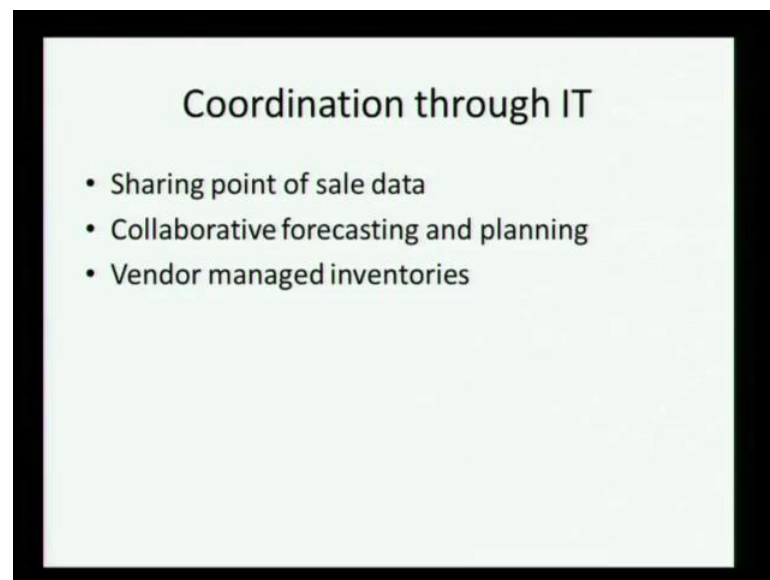 Coordination through IT
• Sharing point of sale data
• Collaborative forecasting and planning
• Vendor managed inventories